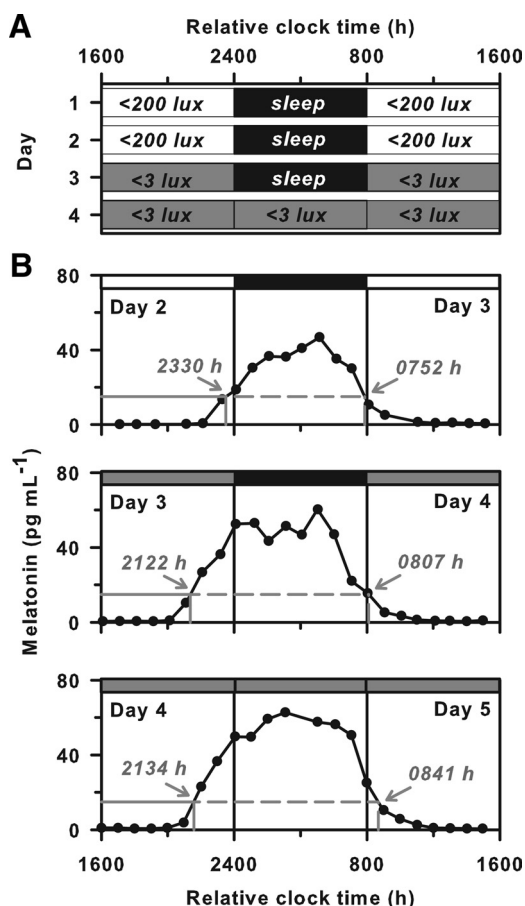 A
Relative clock time (h)
1600 2400 800 1600
Day
1 <200 lux sleep <200 lux
2 <200 lux sleep <200 lux
3 <3 lux sleep <3 lux
4 <3 lux <3 lux <3 lux
B
Melatonin (pg mL-1)
80
Day 2 Day 3
2330 h 0752 h
40
0
80
Day 3 Day 4
2122 h 0807 h
40
0
80
Day 4 Day 5
2134 h 0841 h
40
0
1600 2400 800 1600
Relative clock time (h)